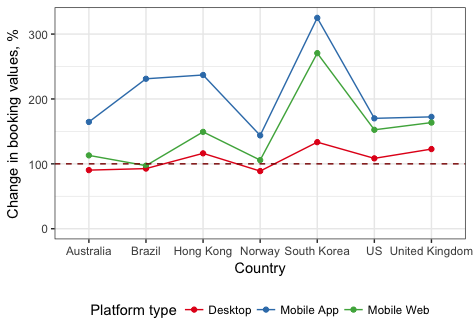 Change in booking values, %
300
200
100
0
Australia Brazil Hong Kong Norway South Korea US United Kingdom
Country
Platform type Desktop Mobile App Mobile Web